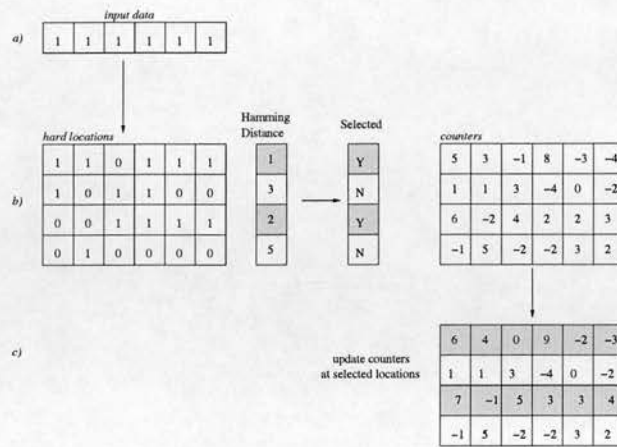 input data
a)
1 1 1 1 1 1
Hamming
Distance
Selected
hard locations
counters
b)
1 1 0 1 1 1
1
Y
5 3 -1 8 -3 -4
1 0 1 1 0 0
3
N
1 1 3 -4 0 -2
0 0 1 1 1 1
2
Y
6 -2 4 2 2 3
0 1 0 0 0 0
5
N
-1 5 -2 -2 3 2
c)
update counters
at selected locations
6 4 0 9 -2 -3
1 1 3 -4 0 -2
7 -1 5 3 3 4
-1 5 -2 -2 3 2